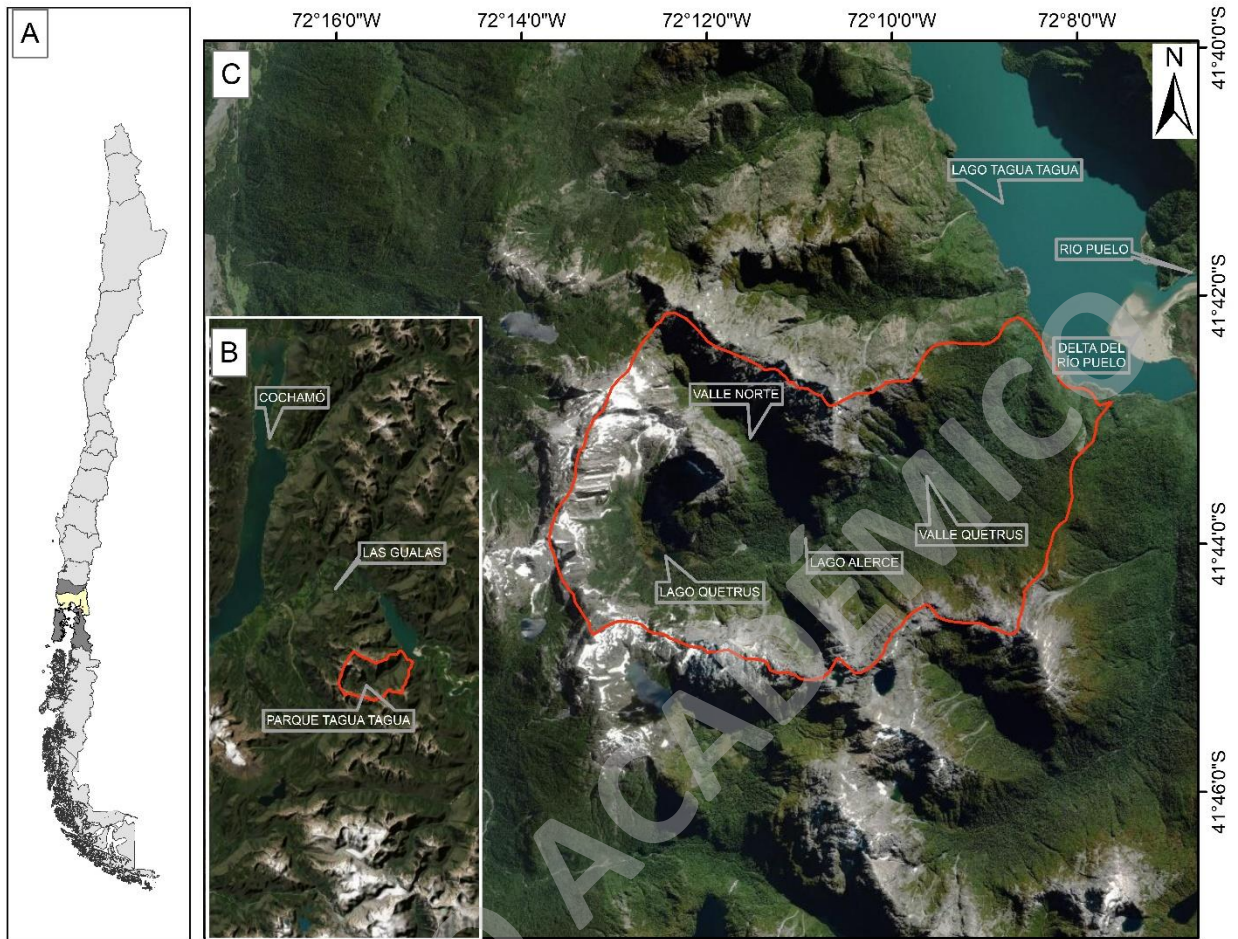 A
72°16'0"W
72°14'0"W
72°12'0"W
72°10'0"W
72°8'0"W
C
N
41°40'0"S
LAGO TAGUA TAGUA
RIO PUELO
41°42'0"S
DELTA DEL
RÍO PUELO
B
COCHAMÓ
VALLE NORTE
VALLE QUETRUS
LAS GUALAS
LAGO ALERCE
41°44'0"S
LAGO QUETRUS
PARQUE TAGUA TAGUA
41°46'0"S
O ACADÉMICO